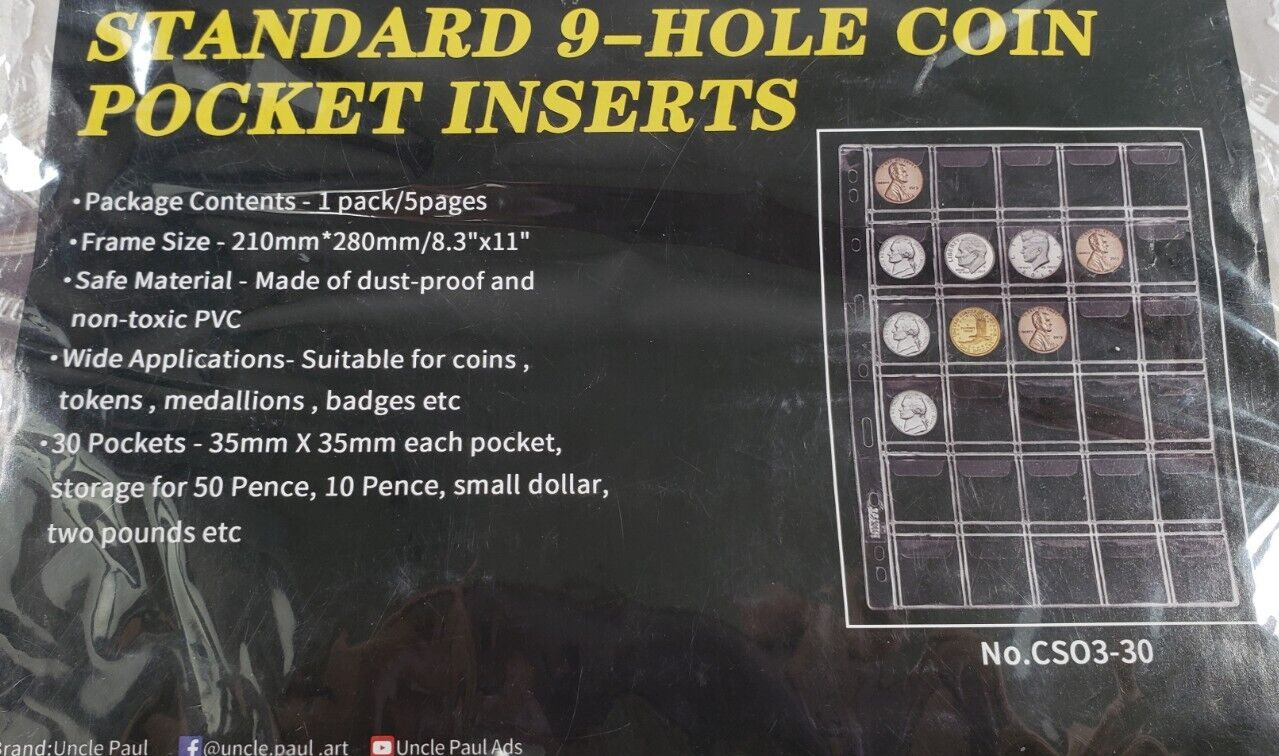 STANDARD 9-HOLE COIN
POCKET INSERTS
•Package Contents - 1 pack/5pages
•Frame Size - 210mm*280mm/8.3"x11"
•Safe Material - Made of dust-proof and
non-toxic PVC
•Wide Applications- Suitable for coins ,
tokens , medallions , badges etc
•30 Pockets - 35mm X 35mm each pocket,
storage for 50 Pence, 10 Pence, small dollar,
two pounds etc
No.CSO3-30
Brand:Uncle Paul @uncle.paul .art Uncle Paul Ads